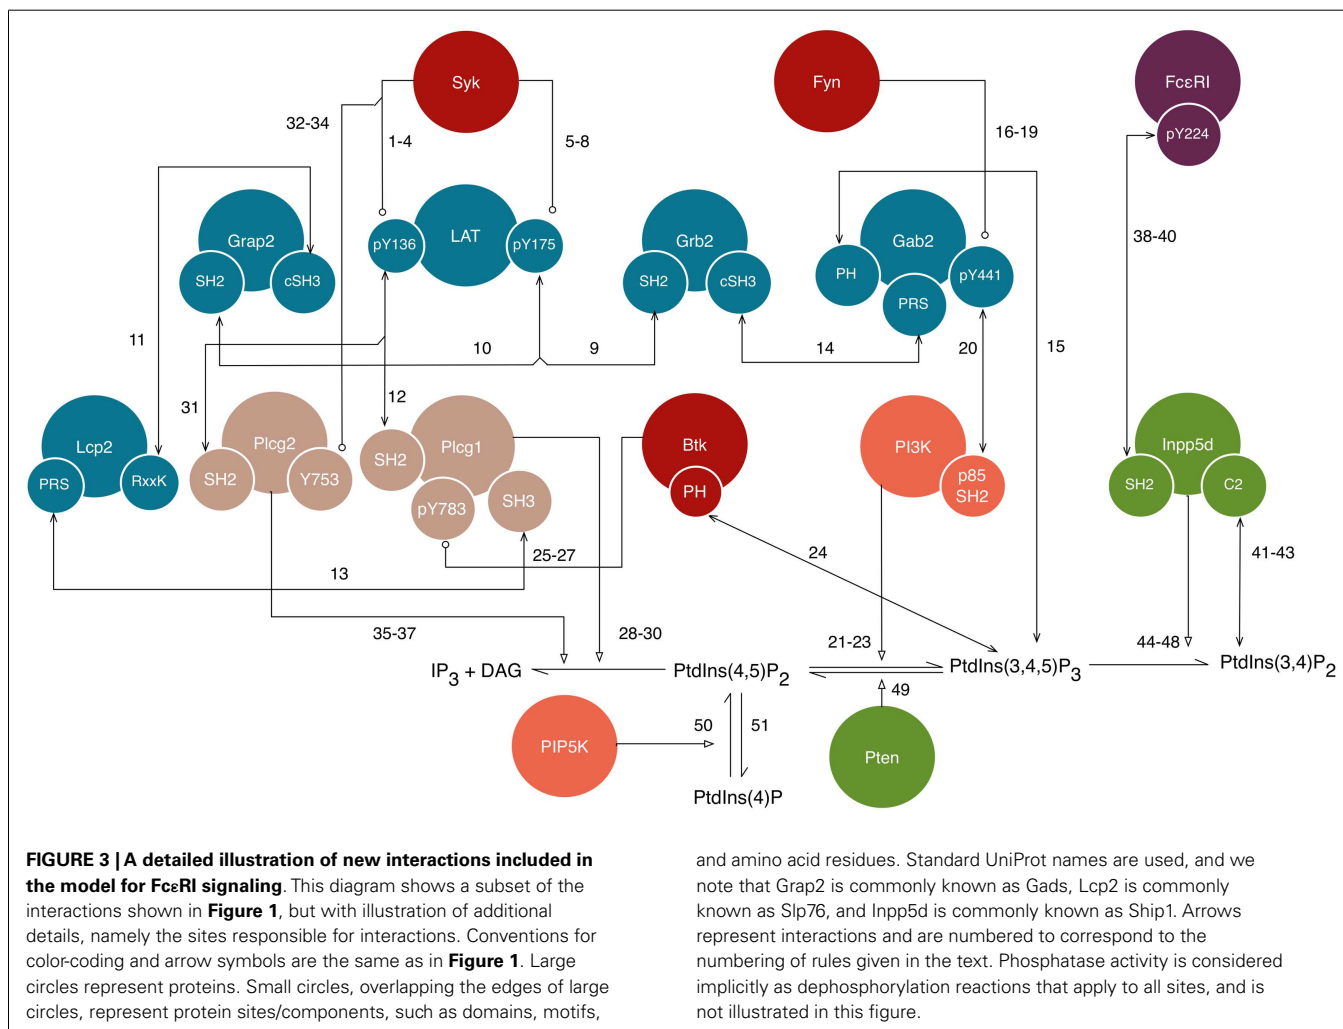 Syk
Fyn
FcεRI
pY224
32-34
1-4
5-8
16-19
Grap2
SH2
cSH3
LAT
pY136
pY175
Grb2
SH2
cSH3
Gab2
PH
PRS
pY441
38-40
11
10
9
14
20
15
31
12
Lcp2
PRS
RxxK
Plcg2
SH2
Y753
Plcg1
SH2
pY783
SH3
Btk
PH
PI3K
p85
SH2
Inpp5d
SH2
C2
13
25-27
24
41-43
35-37
28-30
21-23
44-48
IP3 + DAG
PtdIns(4,5)P2
PtdIns(3,4,5)P3
PtdIns(3,4)P2
49
PIP5K
50
51
Pten
PtdIns(4)P
FIGURE 3 | A detailed illustration of new interactions included in
the model for FcεRI signaling. This diagram shows a subset of the
interactions shown in Figure 1, but with illustration of additional
details, namely the sites responsible for interactions. Conventions for
color-coding and arrow symbols are the same as in Figure 1. Large
circles represent proteins. Small circles, overlapping the edges of large
circles, represent protein sites/components, such as domains, motifs,
and amino acid residues. Standard UniProt names are used, and we
note that Grap2 is commonly known as Gads, Lcp2 is commonly
known as Slp76, and Inpp5d is commonly known as Ship1. Arrows
represent interactions and are numbered to correspond to the
numbering of rules given in the text. Phosphatase activity is considered
implicitly as dephosphorylation reactions that apply to all sites, and is
not illustrated in this figure.